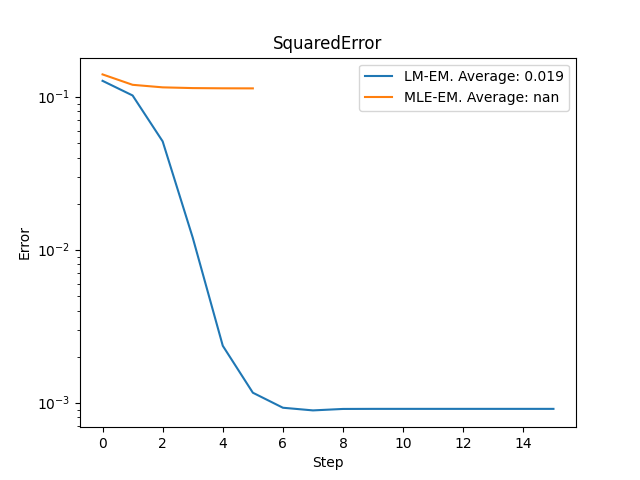 SquaredError
LM-EM. Average: 0.019
MLE-EM. Average: nan
10⁻¹
10⁻²
10⁻³
Error
0 2 4 6 8 10 12 14
Step